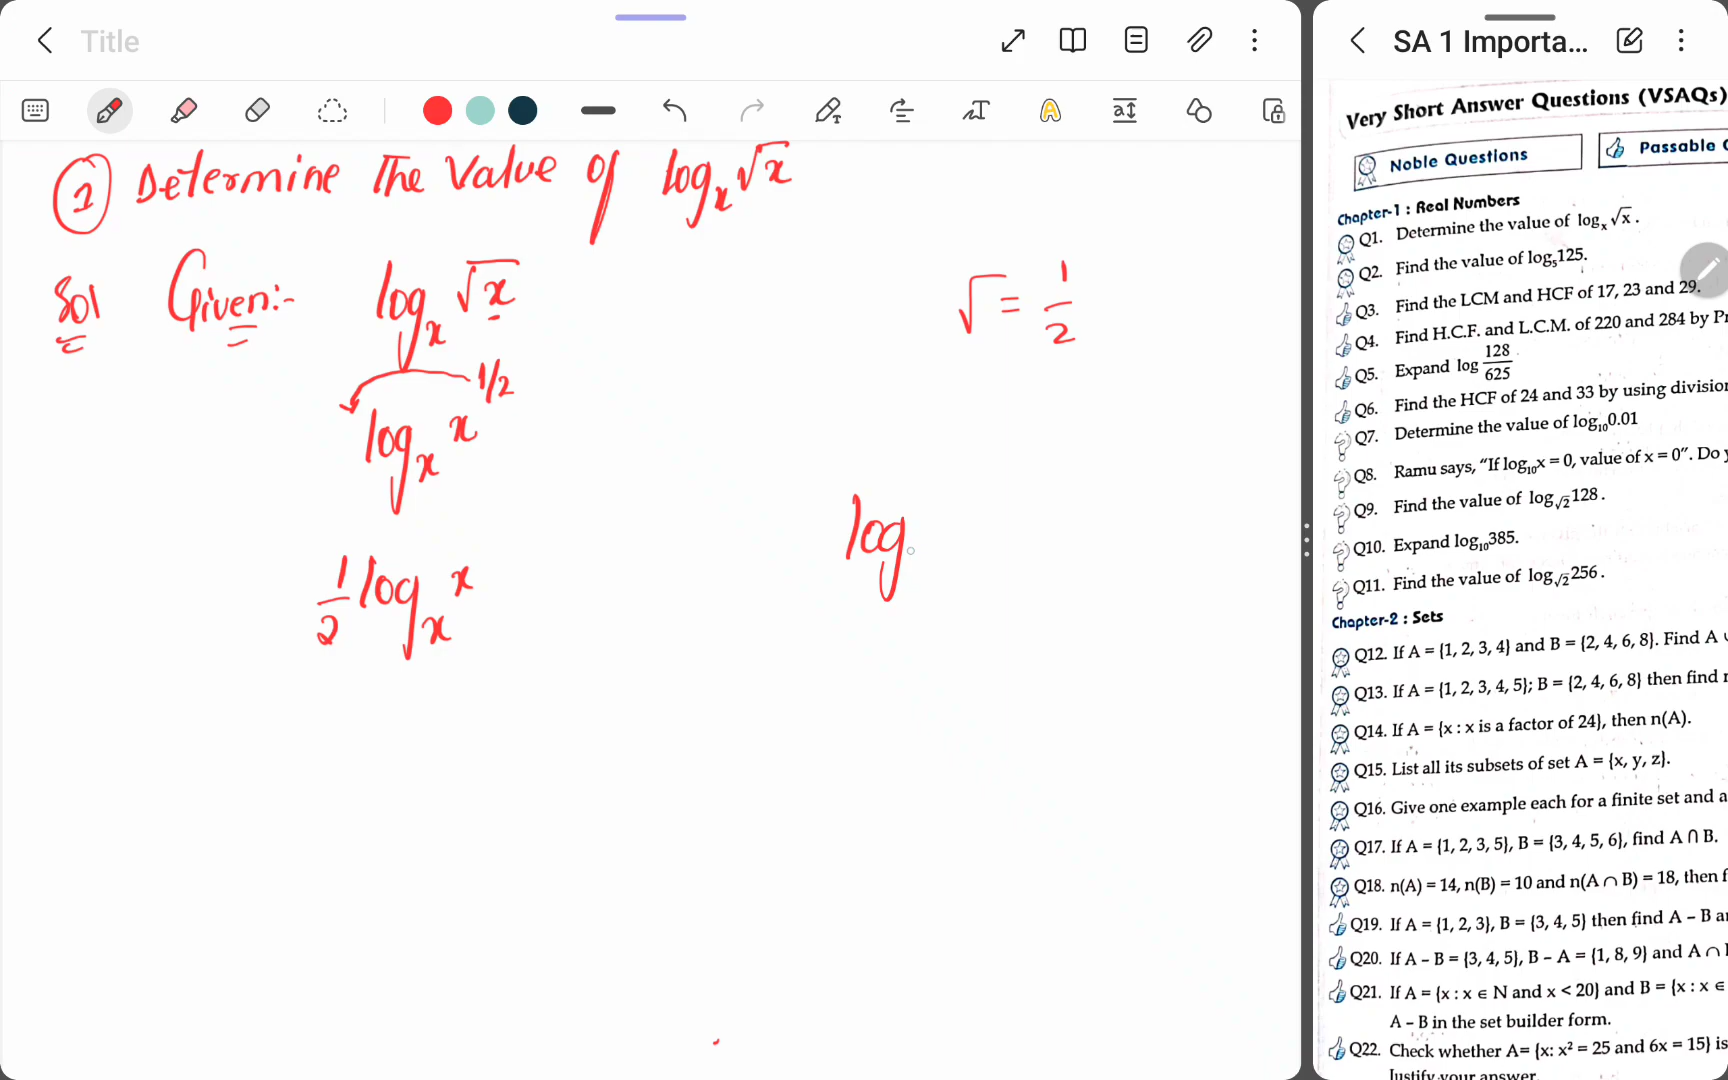 Title
① Determine The Value of logₓ√x
Sol Given:- logₓ √x
√ = 1/2
logₓ x^1/2
log
1/2 logₓ x
SA 1 Importa...
Very Short Answer Questions (VSAQs)
Noble Questions
Passable
Chapter-1 : Real Numbers
Q1. Determine the value of logₓ√x.
Q2. Find the value of log₅125.
Q3. Find the LCM and HCF of 17, 23 and 29.
Q4. Find H.C.F. and L.C.M. of 220 and 284 by Pr
Q5. Expand log 128/625
Q6. Find the HCF of 24 and 33 by using division
Q7. Determine the value of log₁₀0.01
Q8. Ramu says, "If log₁₀x = 0, value of x = 0". Do y
Q9. Find the value of log√2 128.
Q10. Expand log₁₀385.
Q11. Find the value of log√2 256.
Chapter-2 : Sets
Q12. If A = {1, 2, 3, 4} and B = {2, 4, 6, 8}. Find A ∪
Q13. If A = {1, 2, 3, 4, 5}; B = {2, 4, 6, 8} then find
Q14. If A = {x : x is a factor of 24}, then n(A).
Q15. List all its subsets of set A = {x, y, z}.
Q16. Give one example each for a finite set and a
Q17. If A = {1, 2, 3, 5}, B = {3, 4, 5, 6}, find A ∩ B.
Q18. n(A) = 14, n(B) = 10 and n(A ∩ B) = 18, then f
Q19. If A = {1, 2, 3}, B = {3, 4, 5} then find A – B a
Q20. If A – B = {3, 4, 5}, B – A = {1, 8, 9} and A ∩
Q21. If A = {x : x ∈ N and x < 20} and B = {x : x ∈
A – B in the set builder form.
Q22. Check whether A= {x: x² = 25 and 6x = 15} is
Justify your answer.